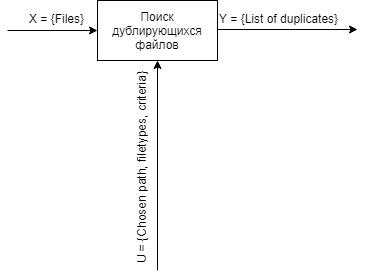 X = {Files}
Поиск
дублирующихся
файлов
Y = {List of duplicates}
U = {Chosen path, filetypes, criteria}